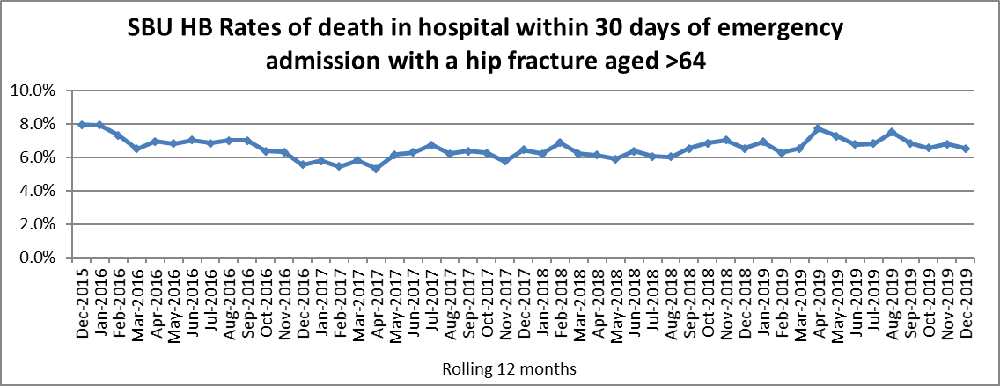 SBU HB Rates of death in hospital within 30 days of emergency
admission with a hip fracture aged >64
10.0%
8.0%
6.0%
4.0%
2.0%
0.0%
Dec-2015
Jan-2016
Feb-2016
Mar-2016
Apr-2016
May-2016
Jun-2016
Jul-2016
Aug-2016
Sep-2016
Oct-2016
Nov-2016
Dec-2016
Jan-2017
Feb-2017
Mar-2017
Apr-2017
May-2017
Jun-2017
Jul-2017
Aug-2017
Sep-2017
Oct-2017
Nov-2017
Dec-2017
Jan-2018
Feb-2018
Mar-2018
Apr-2018
May-2018
Jun-2018
Jul-2018
Aug-2018
Sep-2018
Oct-2018
Nov-2018
Dec-2018
Jan-2019
Feb-2019
Mar-2019
Apr-2019
May-2019
Jun-2019
Jul-2019
Aug-2019
Sep-2019
Oct-2019
Nov-2019
Dec-2019
Rolling 12 months